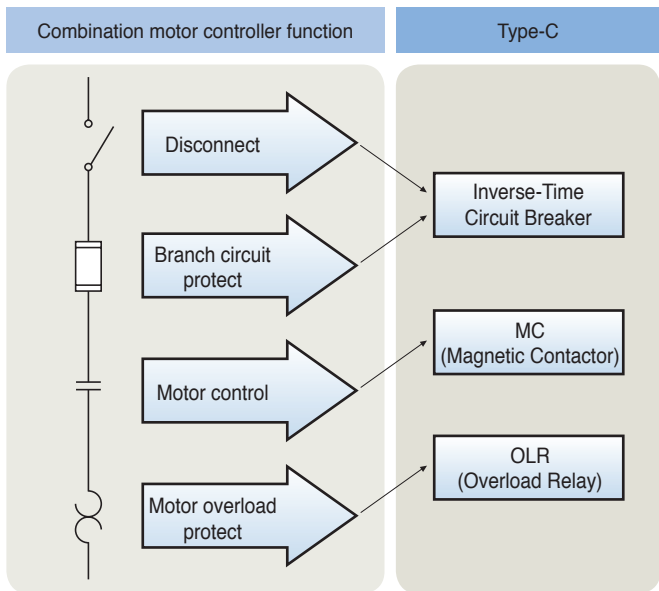 Combination motor controller function
Type-C
Disconnect
Branch circuit
protect
Motor control
Motor overload
protect
Inverse-Time
Circuit Breaker
MC
(Magnetic Contactor)
OLR
(Overload Relay)